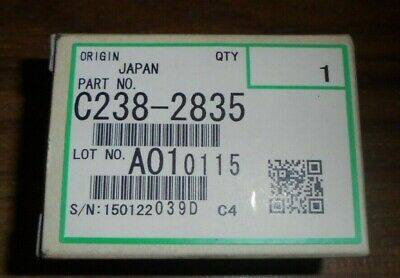 ORIGIN QTY
JAPAN 1
PART NO.
C238-2835
LOT NO. A010115
S/N:150122039D C4